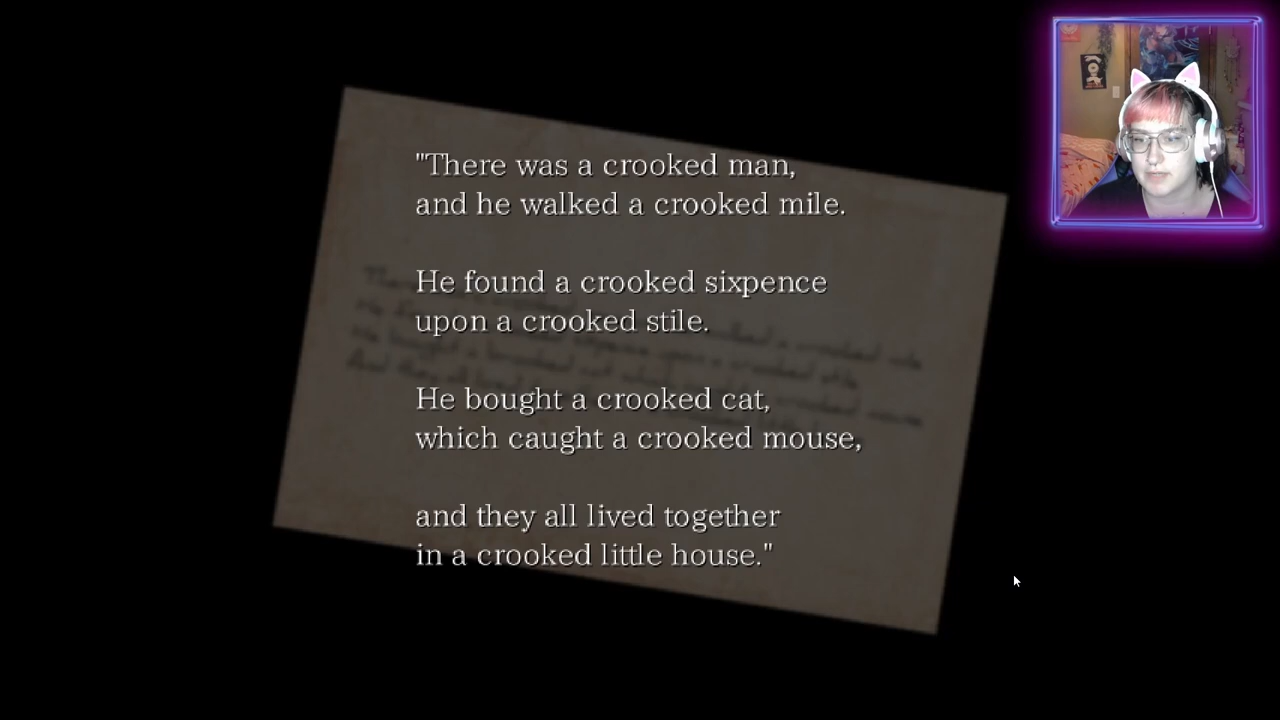 "There was a crooked man,
and he walked a crooked mile.
He found a crooked sixpence
upon a crooked stile.
He bought a crooked cat,
which caught a crooked mouse,
and they all lived together
in a crooked little house."